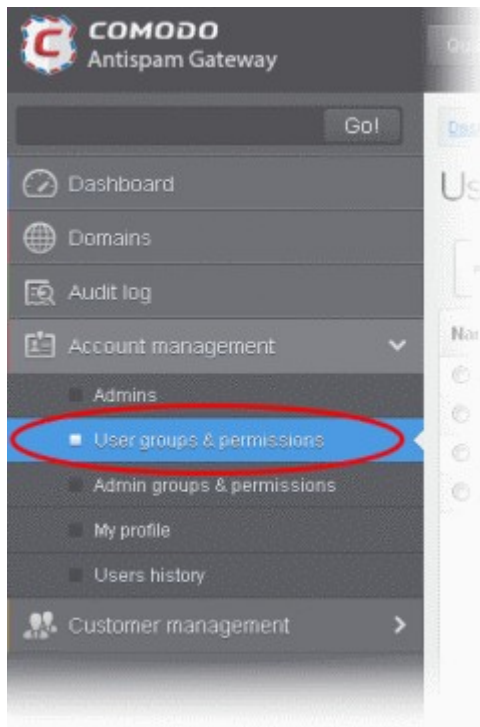 COMODO
Antispam Gateway
Go!
Dashboard
Us
Domains
Audit log
Account management
Admins
User groups & permissions
Admin groups & permissions
My profile
Users history
Customer management